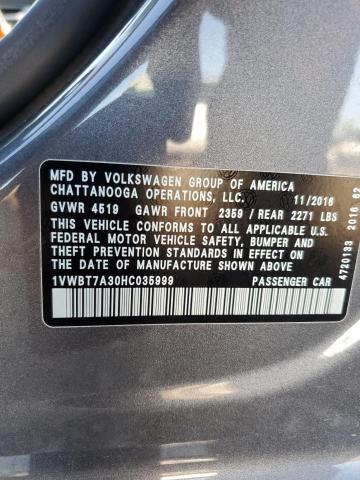 MFD BY VOLKSWAGEN GROUP OF AMERICA
CHATTANOOGA OPERATIONS, LLC. 11/2016
GVWR 4519 GAWR FRONT 2359 / REAR 2271 LBS
THIS VEHICLE CONFORMS TO ALL APPLICABLE U.S.
FEDERAL MOTOR VEHICLE SAFETY, BUMPER AND
THEFT PREVENTION STANDARDS IN EFFECT ON
THE DATE OF MANUFACTURE SHOWN ABOVE
1VWBT7A30HC035999 PASSENGER CAR
4720133 2016 62